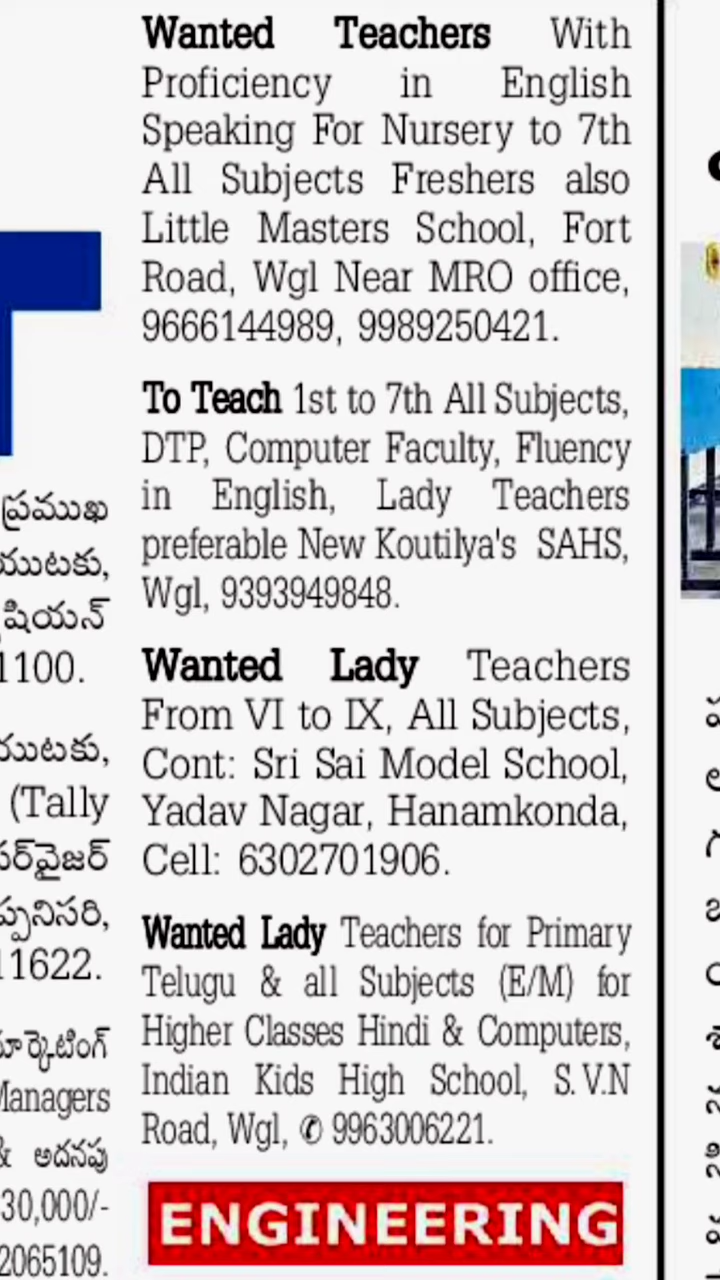 Wanted Teachers With
Proficiency in English
Speaking For Nursery to 7th
All Subjects Freshers also
Little Masters School, Fort
Road, Wgl Near MRO office,
9666144989, 9989250421.
To Teach 1st to 7th All Subjects,
DTP, Computer Faculty, Fluency
in English, Lady Teachers
preferable New Koutilya's SAHS,
Wgl, 9393949848.
Wanted Lady Teachers
From VI to IX, All Subjects,
Cont: Sri Sai Model School,
Yadav Nagar, Hanamkonda,
Cell: 6302701906.
Wanted Lady Teachers for Primary
Telugu & all Subjects (E/M) for
Higher Classes Hindi & Computers,
Indian Kids High School, S.V.N
Road, Wgl, ✆ 9963006221.
ENGINEERING
ప్రముఖ
1100.
(Tally
11622.
Managers
& అదనపు
30,000/-
2065109.